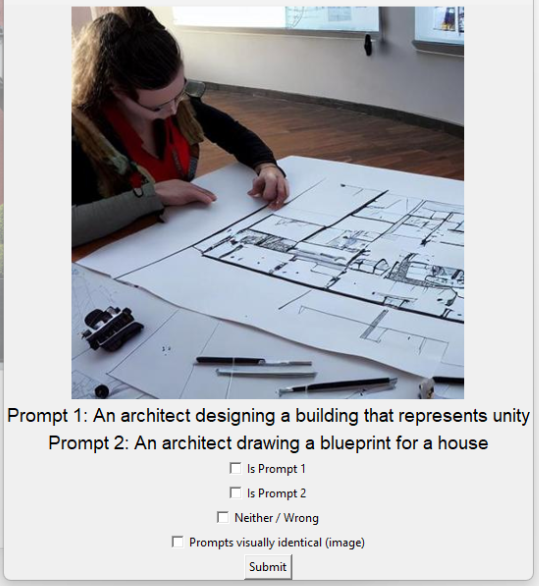 Prompt 1: An architect designing a building that represents unity
Prompt 2: An architect drawing a blueprint for a house
Is Prompt 1
Is Prompt 2
Neither / Wrong
Prompts visually identical (image)
Submit